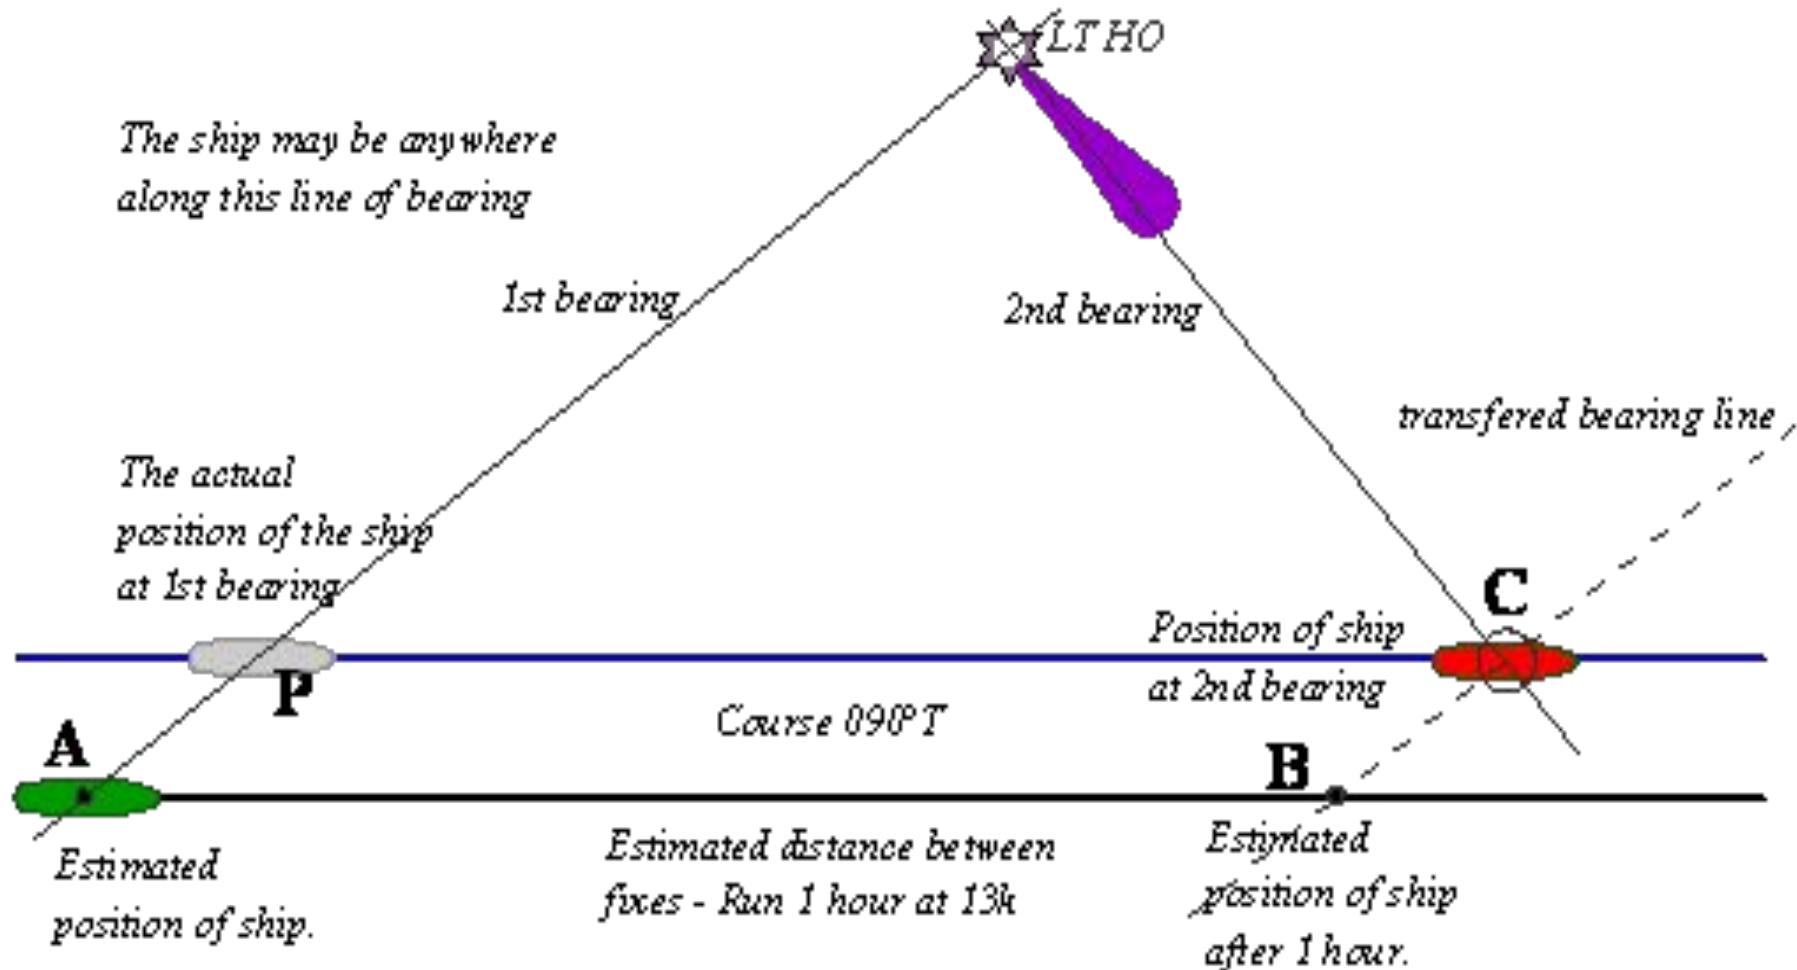 LT HO
The ship may be anywhere
along this line of bearing
1st bearing
2nd bearing
transfered bearing line
The actual
position of the ship
at 1st bearing
C
Position of ship
at 2nd bearing
P
Course 090°T
A
B
Estimated distance between
fixes - Run 1 hour at 13k
Estimated
position of ship
after 1 hour.
Estimated
position of ship.